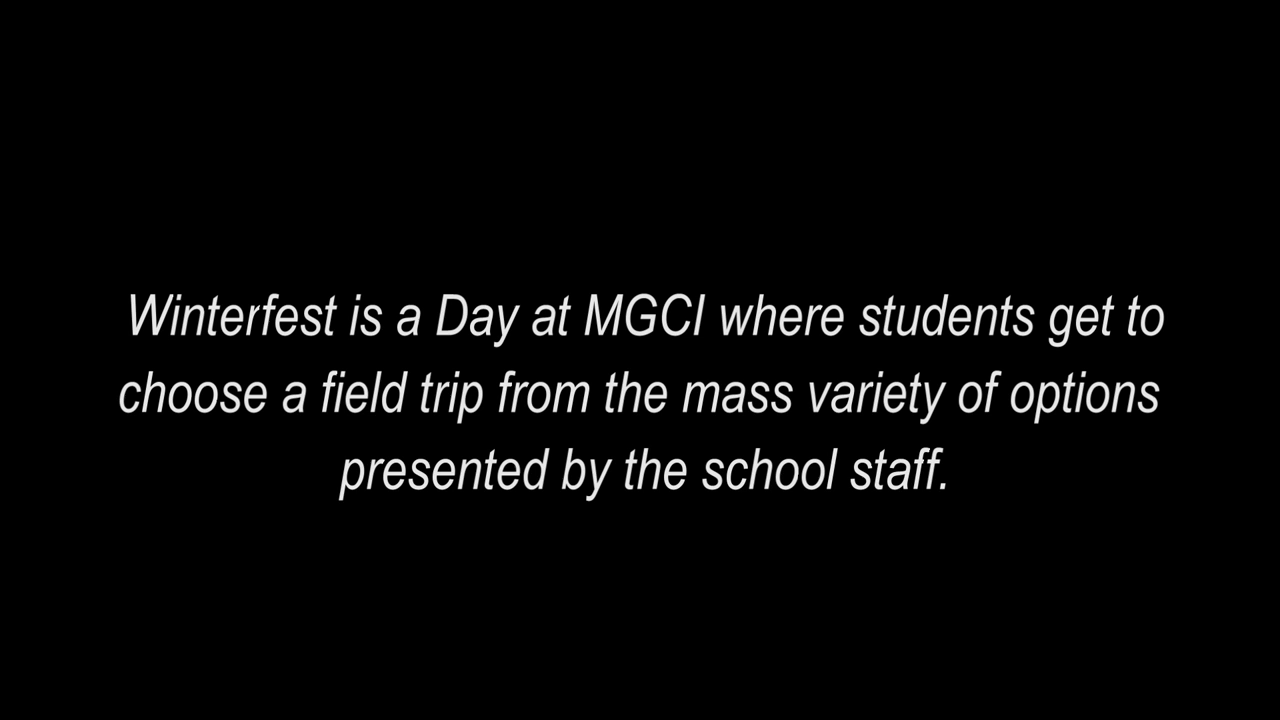 Winterfest is a Day at MGCI where students get to
choose a field trip from the mass variety of options
presented by the school staff.